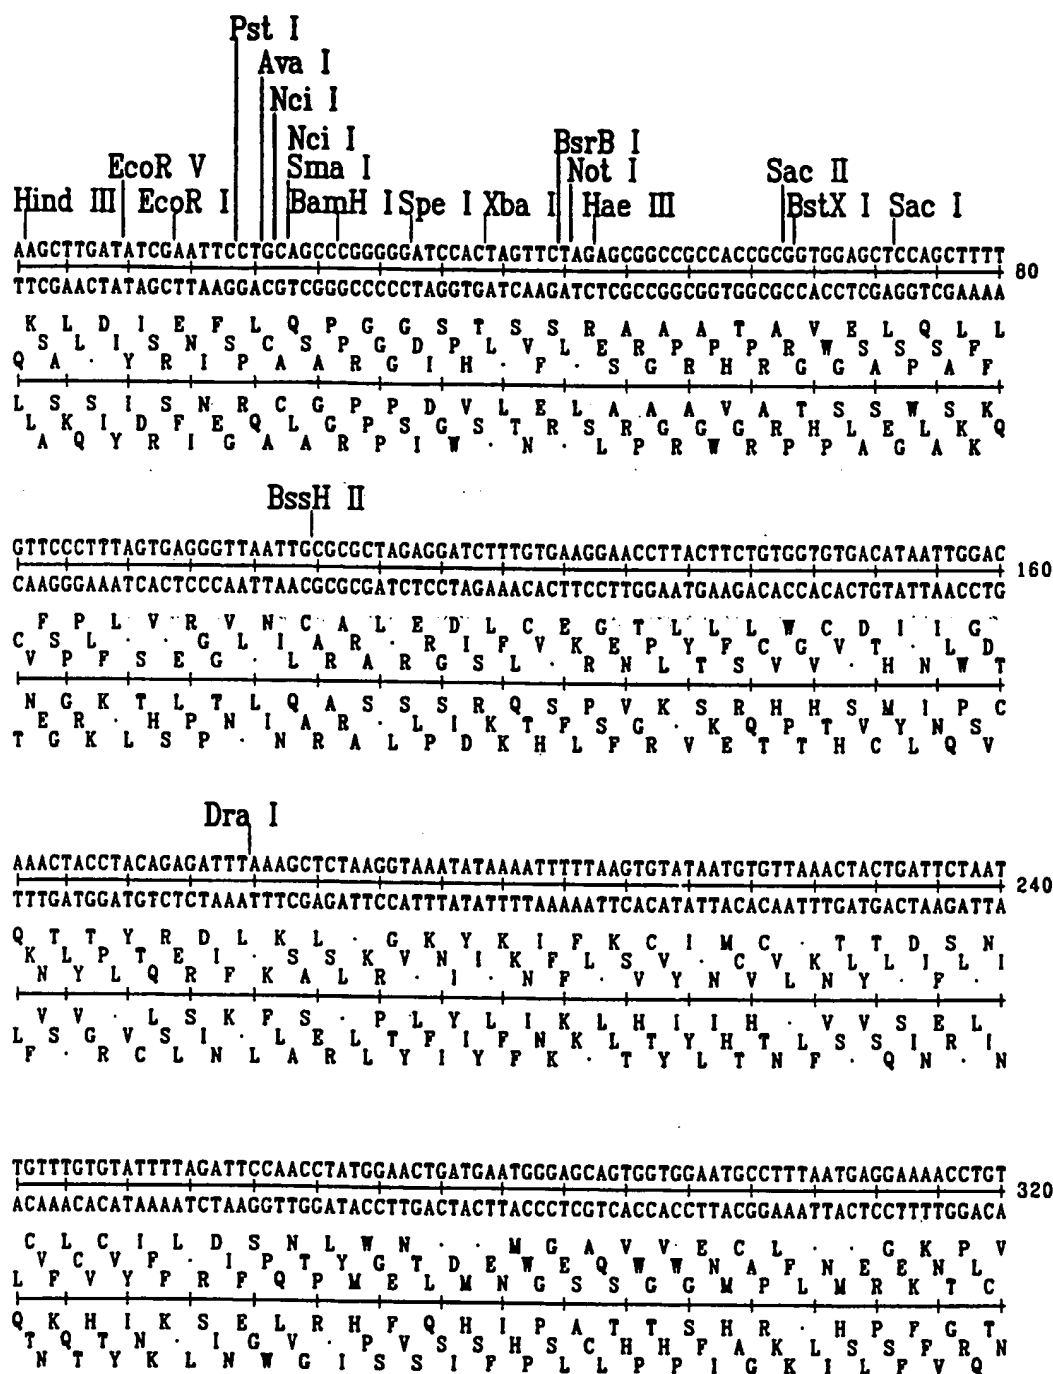 Pst I
Ava I
Nci I
Nci I BsrB I
EcoR V Sma I Not I Sac II
Hind III EcoR I BamH I Spe I Xba I Hae III BstX I Sac I
AAGCTTGATATCGAATTCCTGCAGCCCGGGGGATCCACTAGTTCTAGAGCGGCCGCCACCGCGGTGGAGCTCCAGCTTTT 80
TTCGAACTATAGCTTAAGGACGTCGGGCCCCCTAGGTGATCAAGATCTCGCCGGCGGTGGCGCCACCTCGAGGTCGAAAA
K L D I E F L Q P G G S T S S R A A A T A V E L Q L L
S L I S N S C S P G D P L V L E R P P P R W S S S F
Q A · Y R I P A A R G I H · F · S G R H R G G A P A F
L S S I S N R C G P P D V L E L A A A V A T S S W S K
L K I D F E Q L G P S G S T R S R G G G R H L E L K Q
A Q Y R I G A A R P I W · N · L P R W R P P A G A K
BssH II
GTTCCCTTTAGTGAGGGTTAATTGCGCGCTAGAGGATCTTTGTGAAGGAACCTTACTTCTGTGGTGTGACATAATTGGAC 160
CAAGGGAAATCACTCCCAATTAACGCGCGATCTCCTAGAAACACTTCCTTGGAATGAAGACACCACACTGTATTAACCTG
F P L V R V N C A L E D L C E G T L L L W C D I I G
C S L · · G L I A R · R I F V K E P Y F C G V T · L D
V P F S E G · L R A R G S L · R N L T S V V · H N W T
N G K T L T L Q A S S S R Q S P V K S R H H S M I P C
E R · H P N I A R · L I K T F S G · K Q P T V Y N S
T G K L S P · N R A L P D K H L F R V E T T H C L Q V
Dra I
AAACTACCTACAGAGATTTAAAGCTCTAAGGTAAATATAAAATTTTTAAGTGTATAATGTGTTAAACTACTGATTCTAAT 240
TTTGATGGATGTCTCTAAATTTCGAGATTCCATTTATATTTTAAAAATTCACATATTACACAATTTGATGACTAAGATTA
Q T T Y R D L K L · G K Y K I F K C I M C · T T D S N
K L P T E I · S S K V N I K F L S V · C V K L L I L I
N Y L Q R F K A L R · I · N F · V Y N V L N Y · F ·
V V · L S K F S · P L Y L I K L H I I H · V V S E L
L S G V S I · L E L T F I F N K L T Y H T L S S I R I
F · R C L N L A R L Y I Y F K · T Y L T N F · Q N · N
TGTTTGTGTATTTTAGATTCCAACCTATGGAACTGATGAATGGGAGCAGTGGTGGAATGCCTTTAATGAGGAAAACCTGT 320
ACAAACACATAAAATCTAAGGTTGGATACCTTGACTACTTACCCTCGTCACCACCTTACGGAAATTACTCCTTTTGGACA
C L C I L D S N L W N · · M G A V V E C L · · G K P V
V C V F · I P T Y G T D E W E Q W W N A F N E E N L
L F V Y F R F Q P M E L M N G S S G G M P L M R K T C
Q K H I K S E L R H F Q H I P A T T S H R · H P F G T
T Q T N · I G V · P V S S H S C H H F A K L S S F R N
N T Y K L N W G I S S I F P L L P P I G K I L F V Q